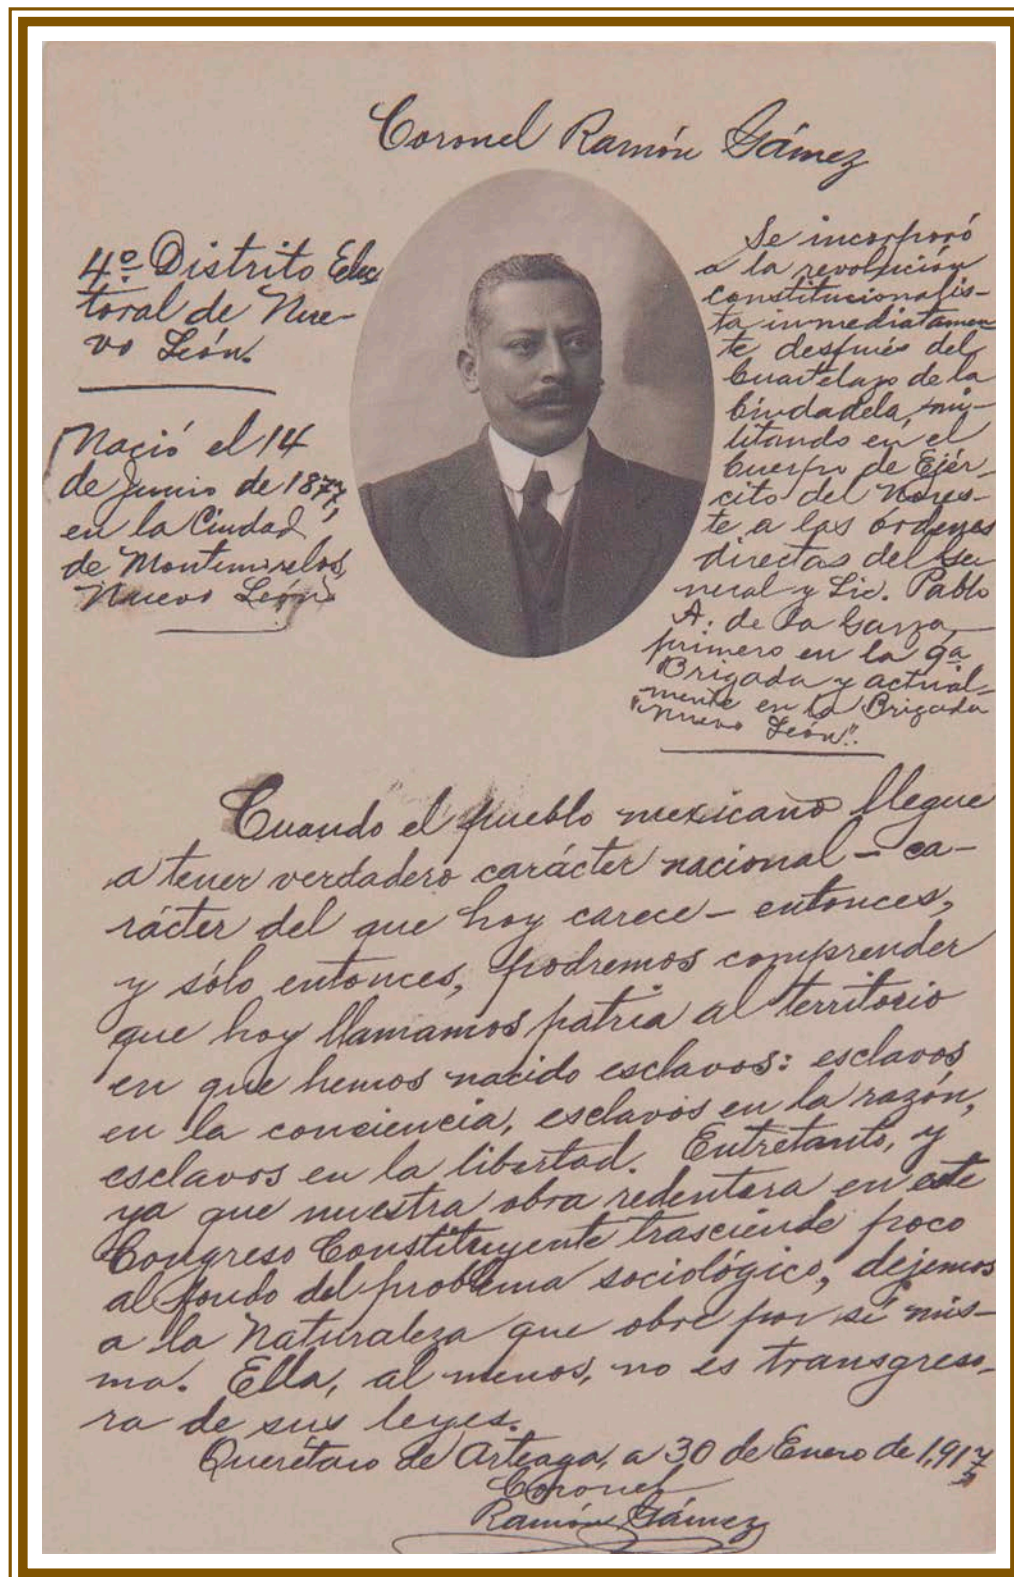 Coronel Ramón Gámez
4º Distrito Elec
toral de Nue-
vo León.
Nació el 14
de Junio de 1877,
en la Ciudad
de Montemorelos,
Nuevo León
Se incorporó
a la revolución
constitucionalis-
ta inmediatamen
te después del
Cuartelazo de la
Ciudadela, mi-
litando en el
Cuerpo de Ejér-
cito del Nores-
te a las órdenes
directas del Ge
neral y Lic. Pablo
A. de la Garza,
primero en la 9ª
Brigada y actual-
mente en la Brigada
"Nuevo León".
Cuando el pueblo mexicano llegue
a tener verdadero carácter nacional – ca-
rácter del que hoy carece – entonces,
y sólo entonces, podremos comprender
que hoy llamamos patria al territorio
en que hemos nacido esclavos: esclavos
en la conciencia, esclavos en la razón,
esclavos en la libertad. Entretanto, y
ya que nuestra obra redentora en este
Congreso Constituyente trasciende poco
al fondo del problema sociológico, dejemos
a la Naturaleza que obre por sí mis-
ma. Ella, al menos, no es transgreso-
ra de sus leyes.
Querétaro de Arteaga, a 30 de Enero de 1,917
Coronel
Ramón Gámez